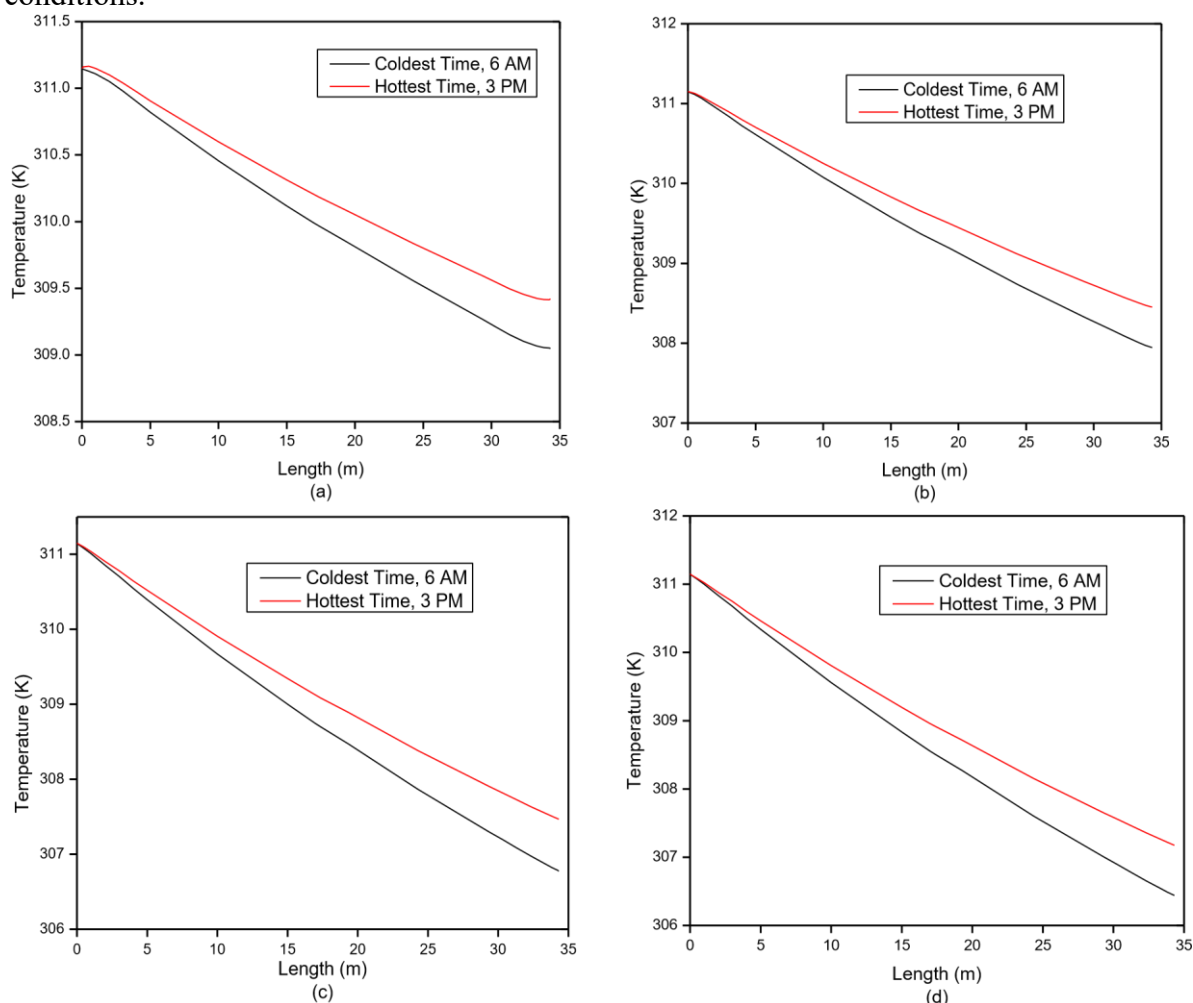 conditions.
311.5
311.0
310.5
310.0
309.5
309.0
308.5
Temperature (K)
Coldest Time, 6 AM
Hottest Time, 3 PM
0 5 10 15 20 25 30 35
Length (m)
(a)
312
311
310
309
308
307
Temperature (K)
Coldest Time, 6 AM
Hottest Time, 3 PM
0 5 10 15 20 25 30 35
Length (m)
(b)
311
310
309
308
307
306
Temperature (K)
Coldest Time, 6 AM
Hottest Time, 3 PM
0 5 10 15 20 25 30 35
Length (m)
(c)
312
311
310
309
308
307
306
Temperature (K)
Coldest Time, 6 AM
Hottest Time, 3 PM
0 5 10 15 20 25 30 35
Length (m)
(d)